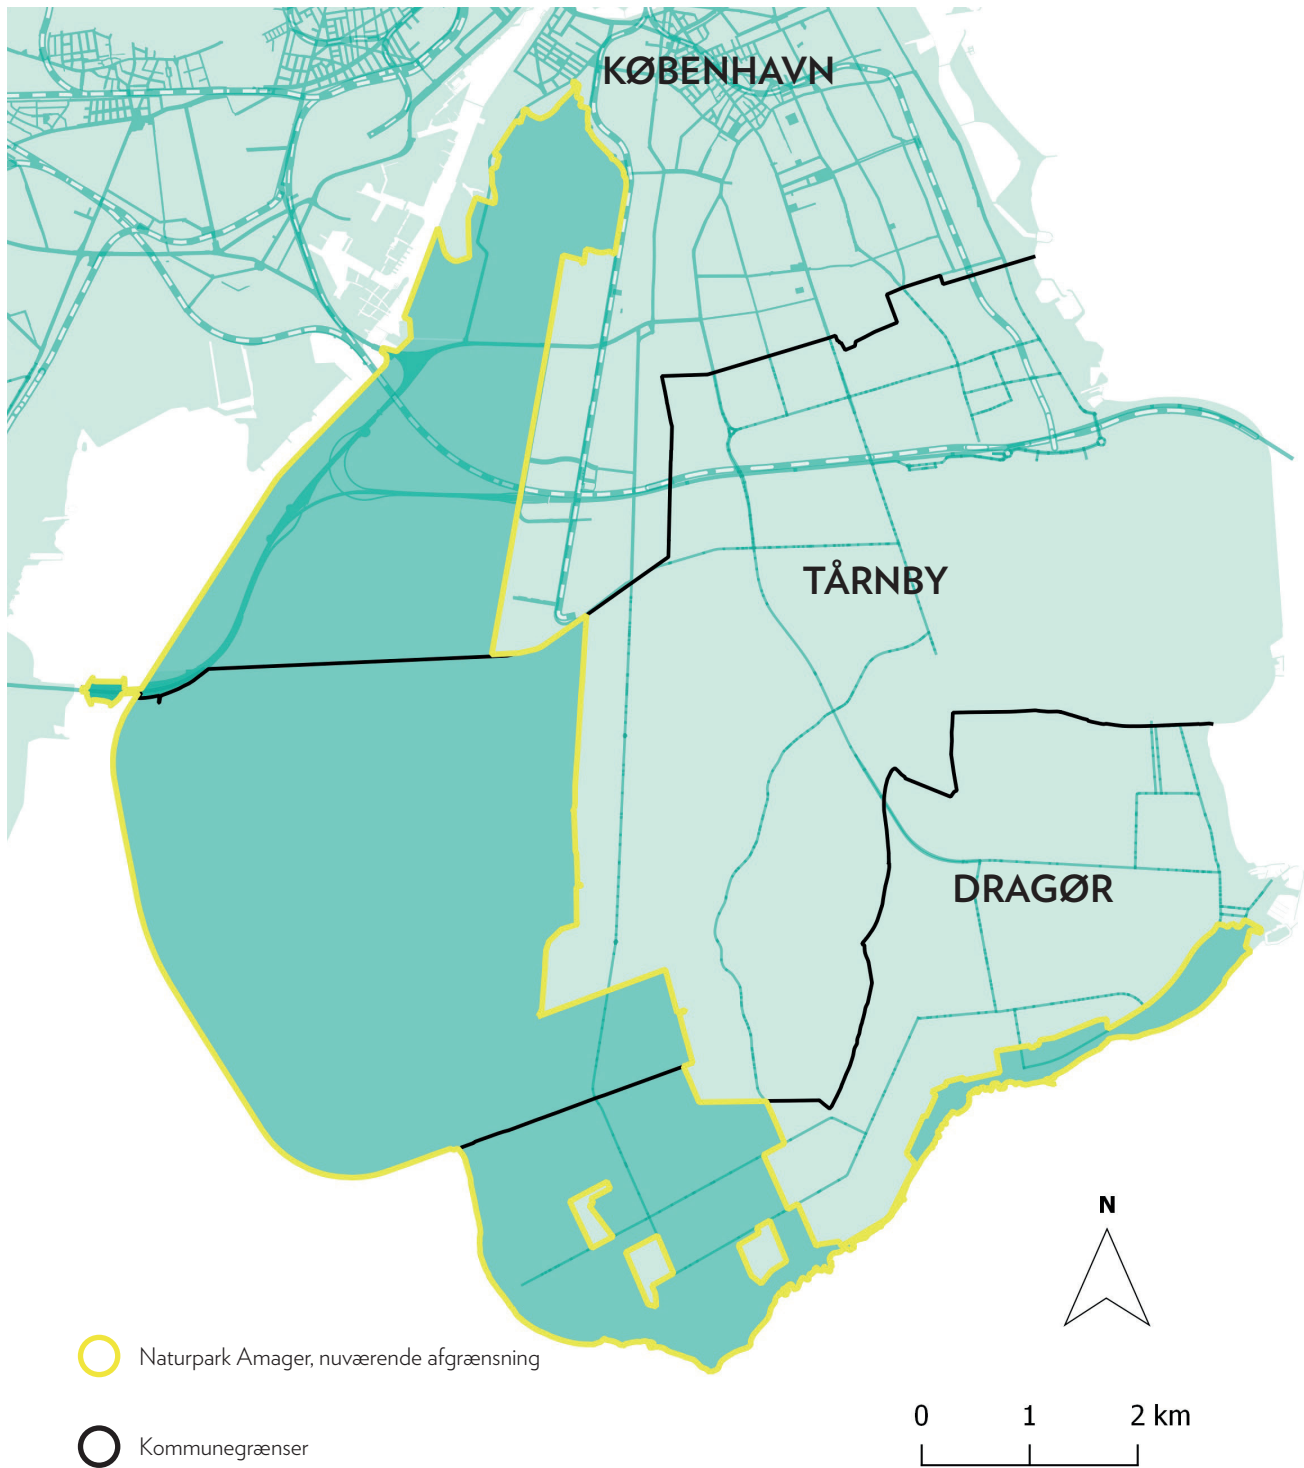 KØBENHAVN
TÅRNBY
DRAGØR
N
Naturpark Amager, nuværende afgrænsning
0 1 2 km
Kommunegrænser